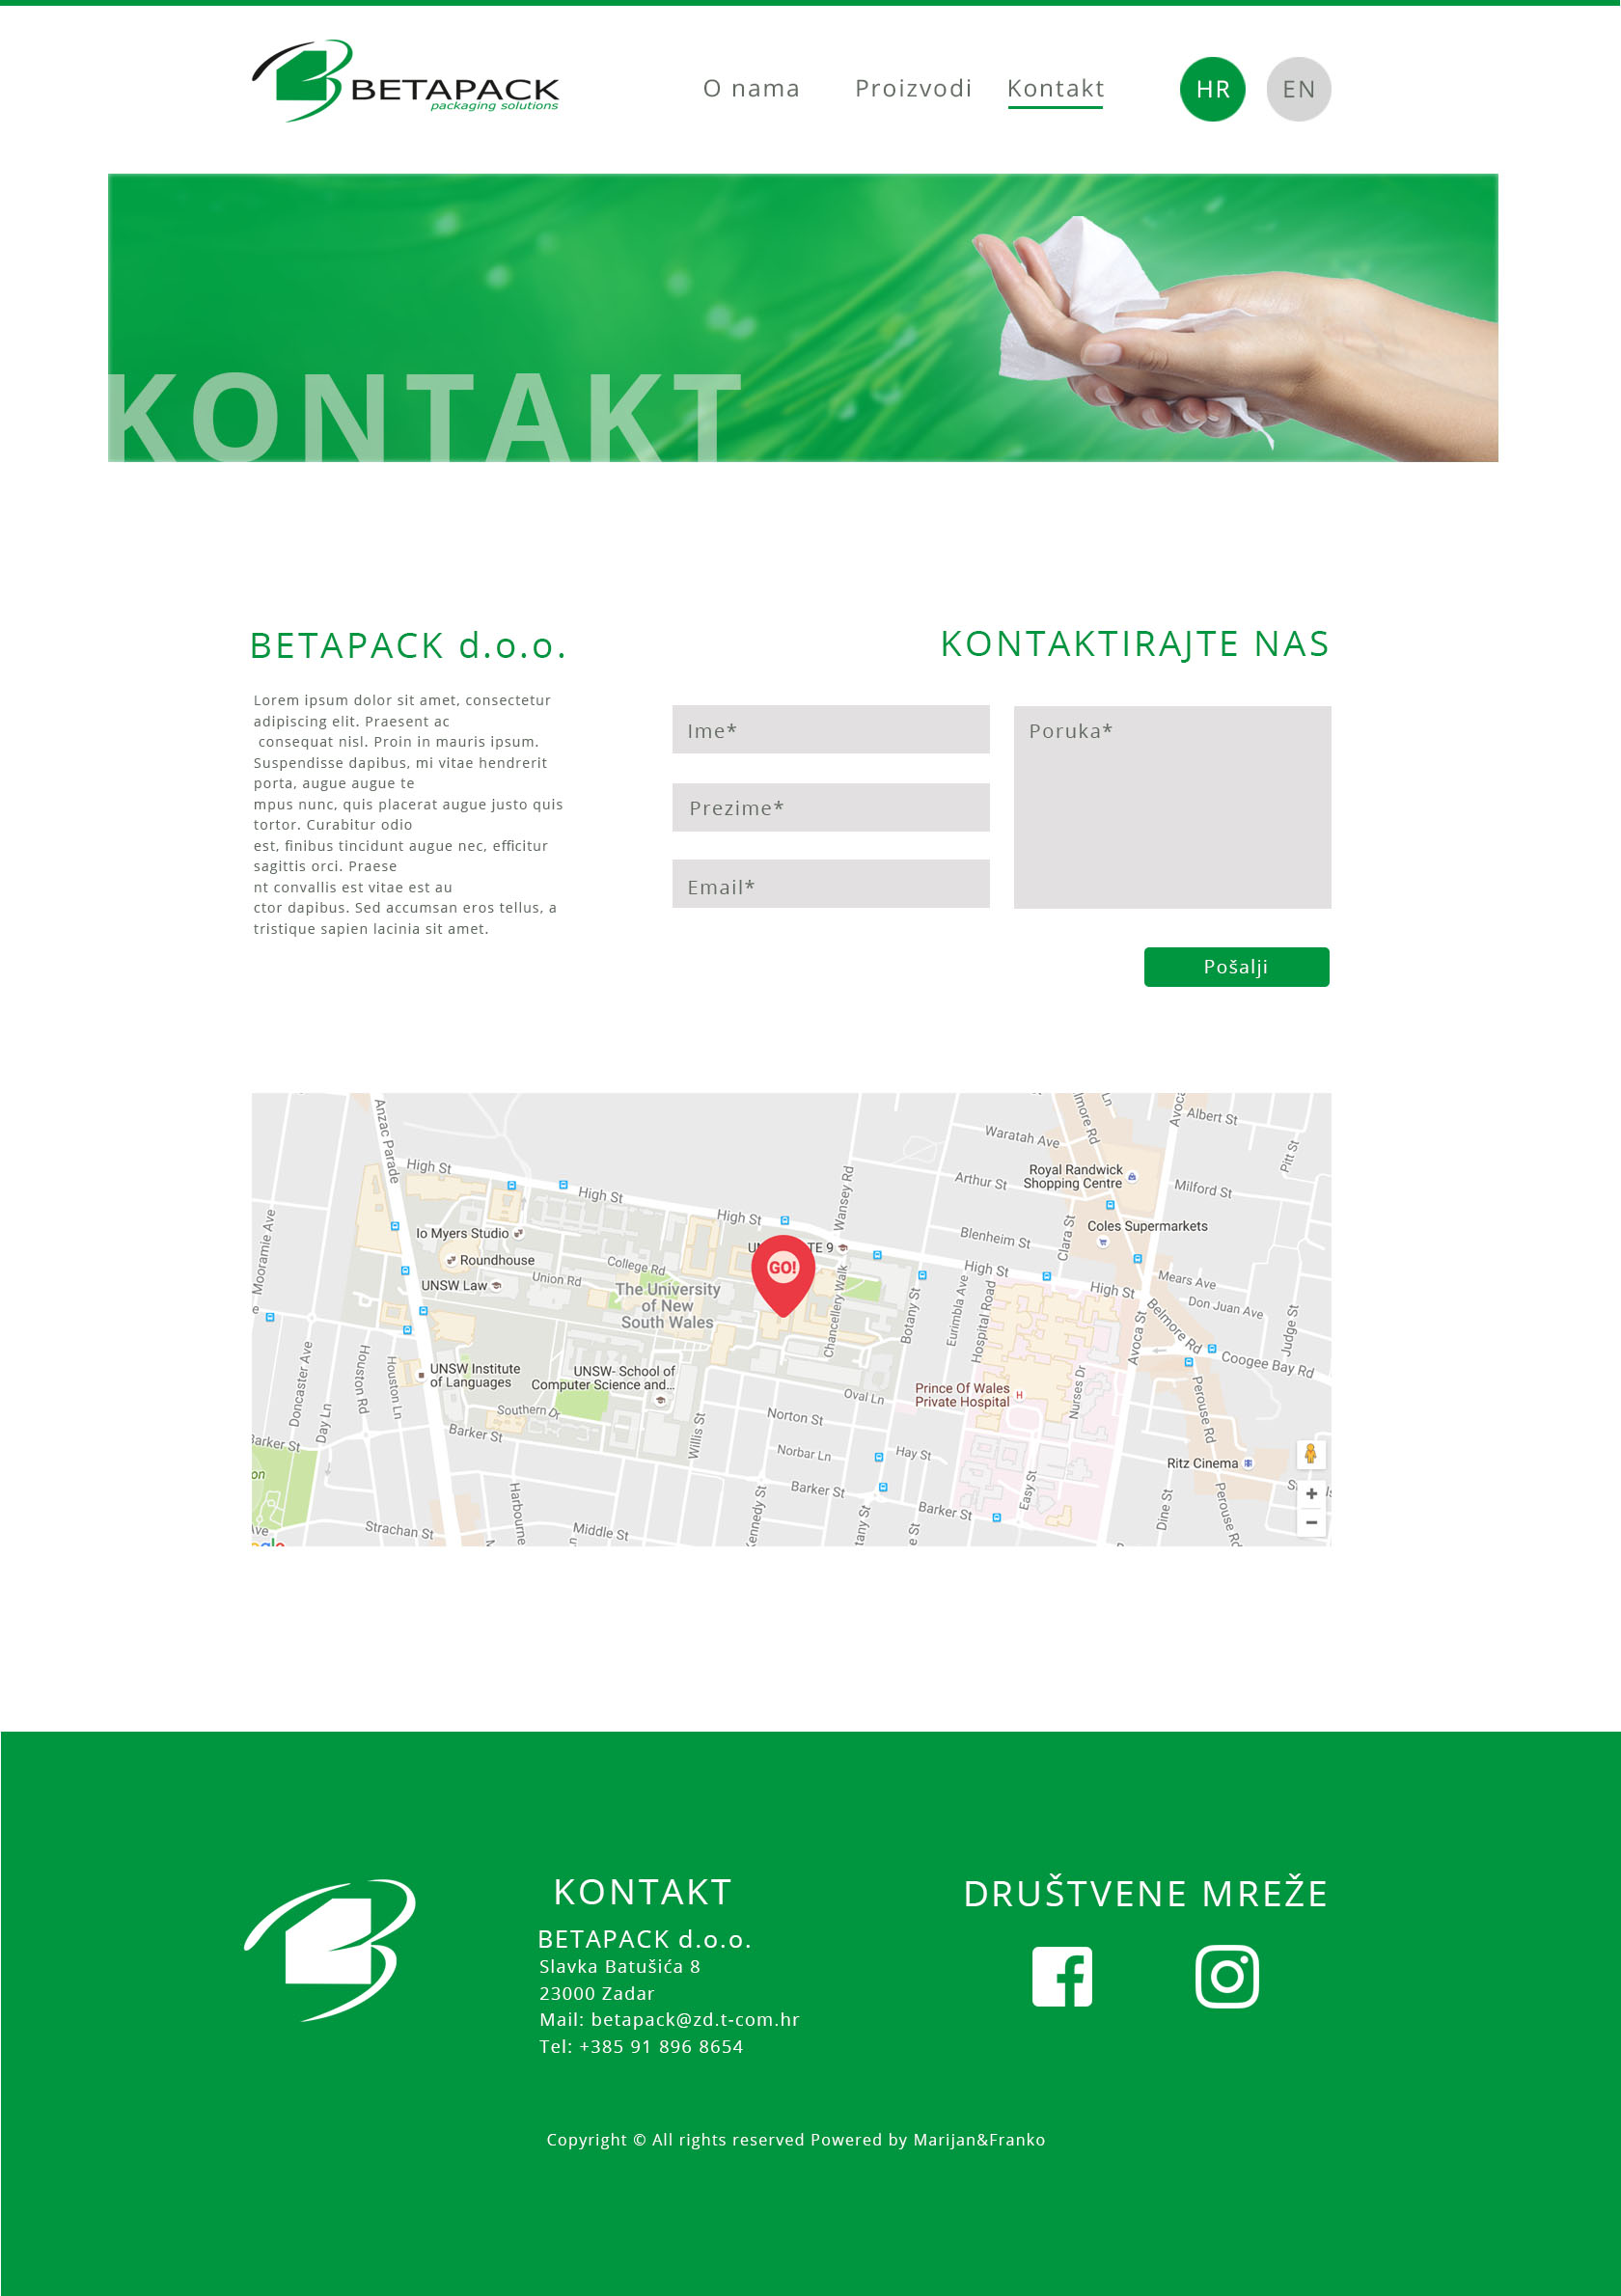 BETAPACK
packaging solutions
O nama
Proizvodi
Kontakt
HR
EN
KONTAKT
BETAPACK d.o.o.
Lorem ipsum dolor sit amet, consectetur
adipiscing elit. Praesent ac
consequat nisl. Proin in mauris ipsum.
Suspendisse dapibus, mi vitae hendrerit
porta, augue augue te
mpus nunc, quis placerat augue justo quis
tortor. Curabitur odio
est, finibus tincidunt augue nec, efficitur
sagittis orci. Praese
nt convallis est vitae est au
ctor dapibus. Sed accumsan eros tellus, a
tristique sapien lacinia sit amet.
KONTAKTIRAJTE NAS
Ime*
Prezime*
Email*
Poruka*
Pošalji
Anzac Parade
High St
High St
High St
Wansey Rd
Waratah Ave
Arthur St
Blenheim St
Royal Randwick
Shopping Centre
Albert St
Pitt St
Milford St
Clara St
Coles Supermarkets
Mooramie Ave
Io Myers Studio
Roundhouse
UNSW Law
Union Rd
College Rd
The University
of New
South Wales
TE 9
GO!
Chancellery Walk
Botany St
Eurimbla Ave
Hospital Road
High St
High St
Mears Ave
Don Juan Ave
Belmore Rd
Avoca St
Judge St
Coogee Bay Rd
Doncaster Ave
Houston Rd
Houston Ln
Day Ln
UNSW Institute
of Languages
UNSW- School of
Computer Science and...
Southern Dr
Barker St
Barker St
Willis St
Norton St
Norbar Ln
Oval Ln
Hay St
Prince Of Wales
Private Hospital
H
Nurses Dr
Perouse Rd
Perouse Rd
Ritz Cinema
Dine St
Easy St
Barker St
Barker St
Kennedy St
Middle St
Harbourne
Strachan St
KONTAKT
BETAPACK d.o.o.
Slavka Batušića 8
23000 Zadar
Mail: betapack@zd.t-com.hr
Tel: +385 91 896 8654
DRUŠTVENE MREŽE
Copyright © All rights reserved Powered by Marijan&Franko